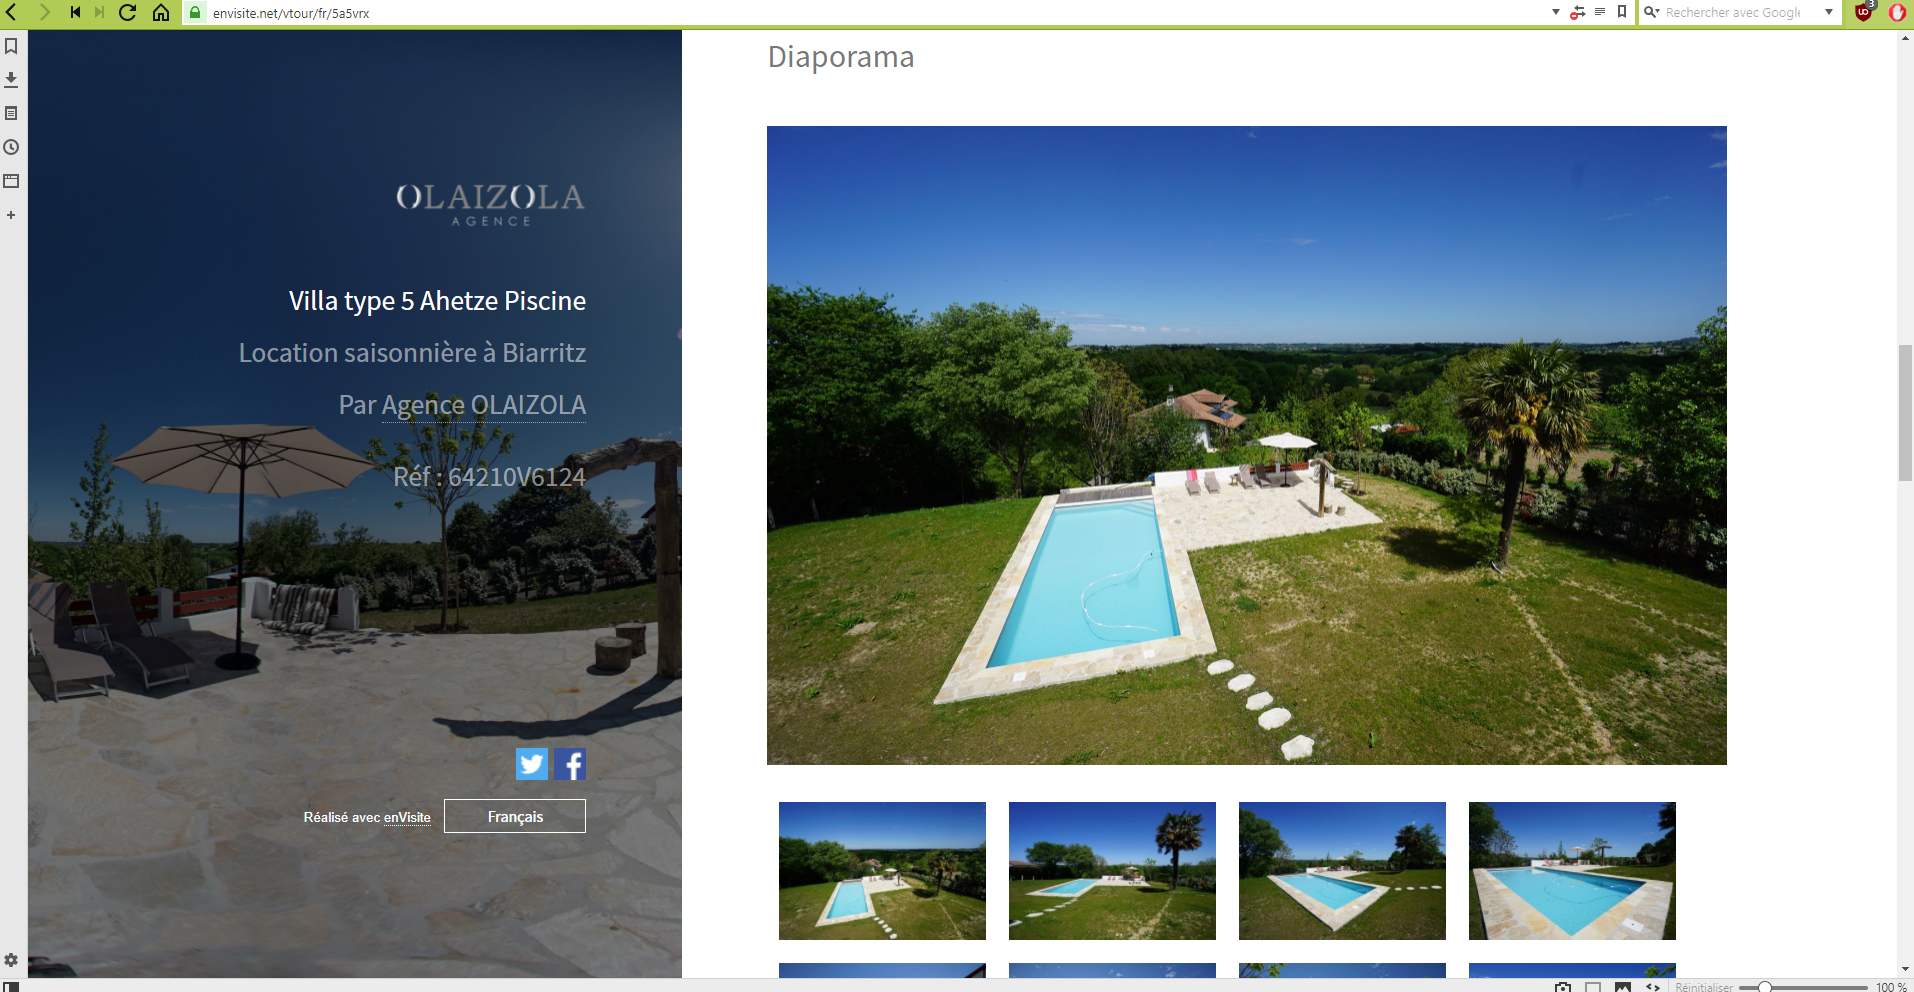 envisite.net/vtour/fr/5a5vrx
Rechercher avec Google
3
Diaporama
OLAIZOLA
AGENCE
Villa type 5 Ahetze Piscine
Location saisonnière à Biarritz
Par Agence OLAIZOLA
Réf : 64210V6124
Réalisé avec enVisite
Français
Réinitialiser
100 %